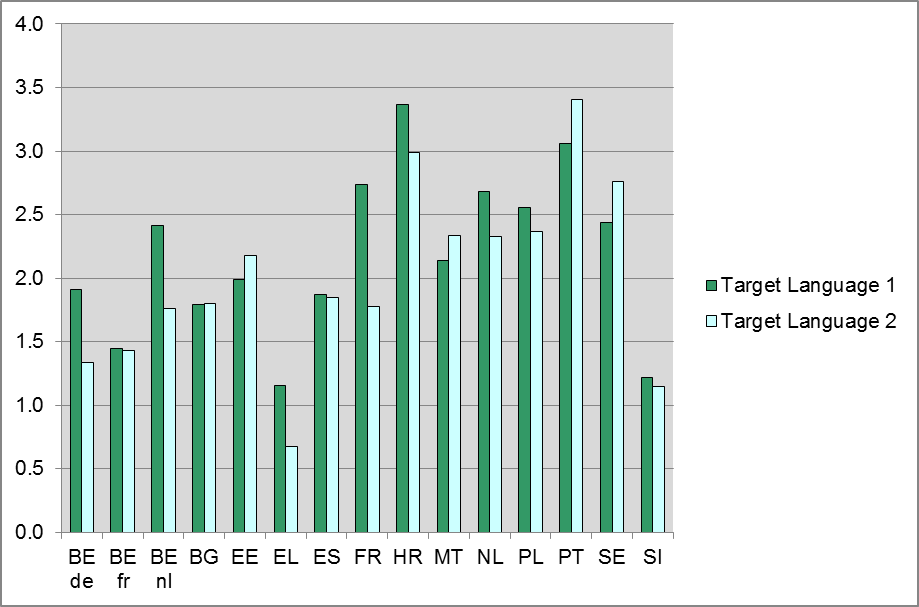 4.0
3.5
3.0
2.5
2.0
1.5
1.0
0.5
0.0
BE BE BE BG EE EL ES FR HR MT NL PL PT SE SI
de fr nl
Target Language 1
Target Language 2